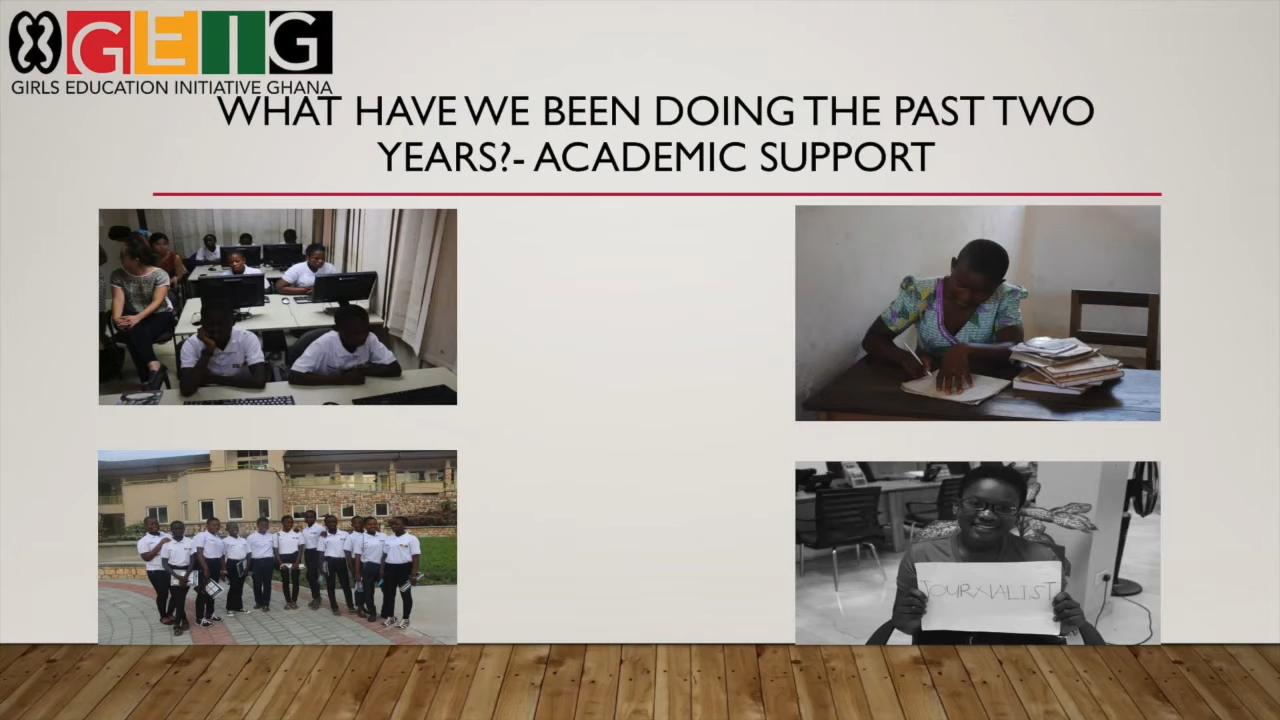 GEIG
GIRLS EDUCATION INITIATIVE GHANA
WHAT HAVE WE BEEN DOING THE PAST TWO
YEARS?- ACADEMIC SUPPORT
JOURNALIST